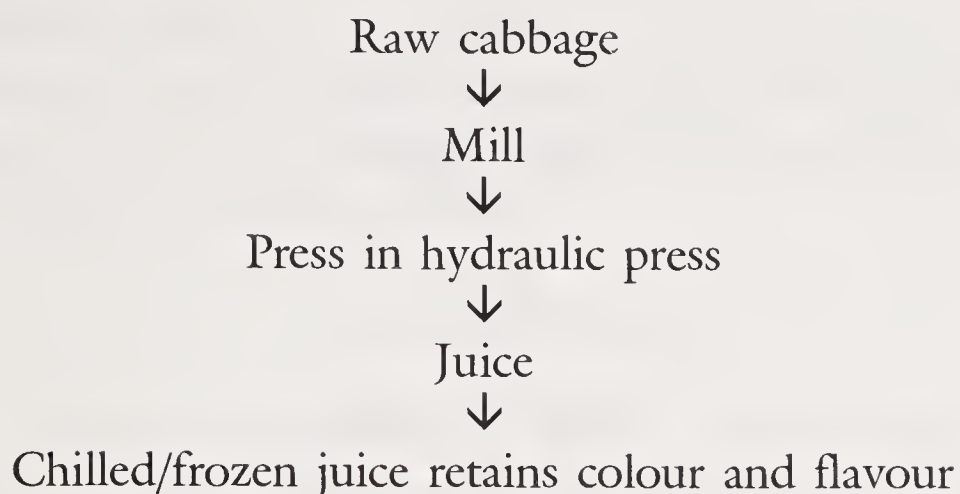 Raw cabbage
↓
Mill
↓
Press in hydraulic press
↓
Juice
↓
Chilled/frozen juice retains colour and flavour